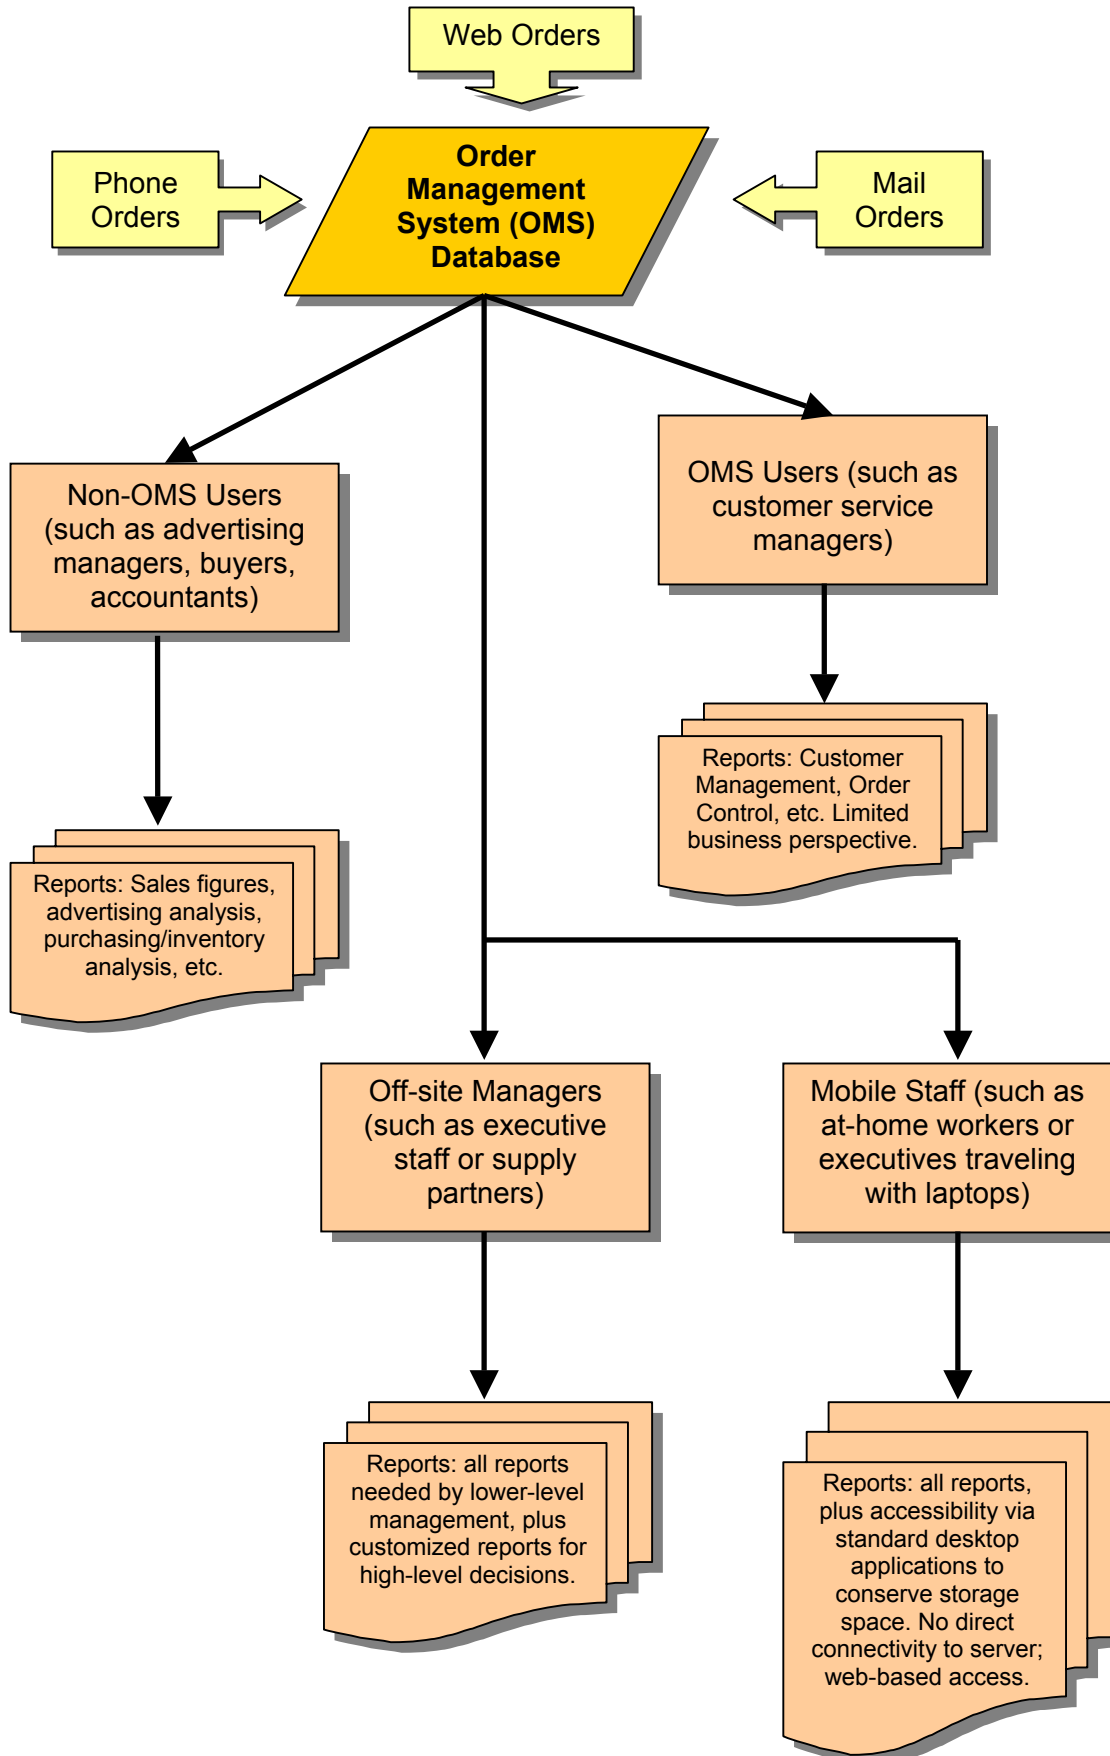 Web Orders
Phone
Orders
Order
Management
System (OMS)
Database
Mail
Orders
Non-OMS Users
(such as advertising
managers, buyers,
accountants)
OMS Users (such as
customer service
managers)
Reports: Customer
Management, Order
Control, etc. Limited
business perspective.
Reports: Sales figures,
advertising analysis,
purchasing/inventory
analysis, etc.
Off-site Managers
(such as executive
staff or supply
partners)
Mobile Staff (such as
at-home workers or
executives traveling
with laptops)
Reports: all reports
needed by lower-level
management, plus
customized reports for
high-level decisions.
Reports: all reports,
plus accessibility via
standard desktop
applications to
conserve storage
space. No direct
connectivity to server;
web-based access.